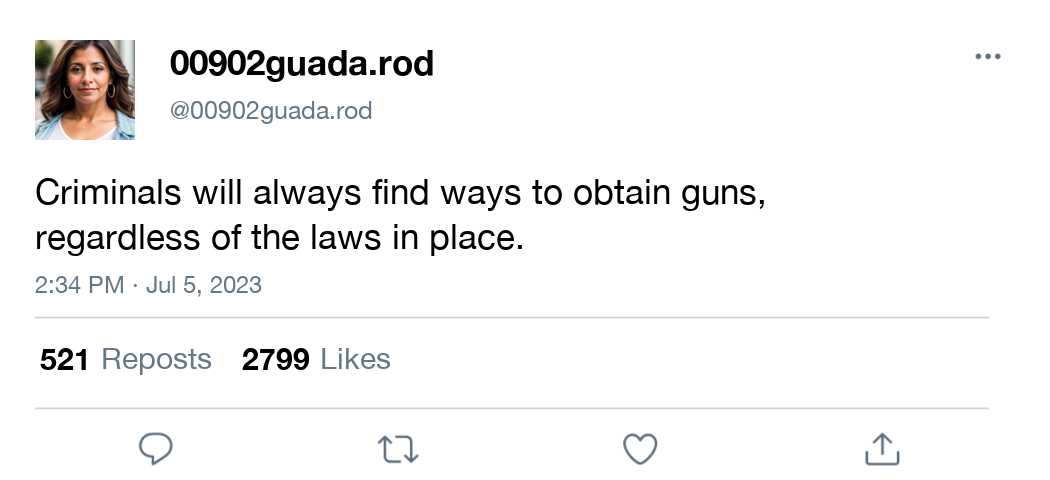 00902guada.rod
@00902guada.rod
Criminals will always find ways to obtain guns,
regardless of the laws in place.
2:34 PM · Jul 5, 2023
521 Reposts 2799 Likes